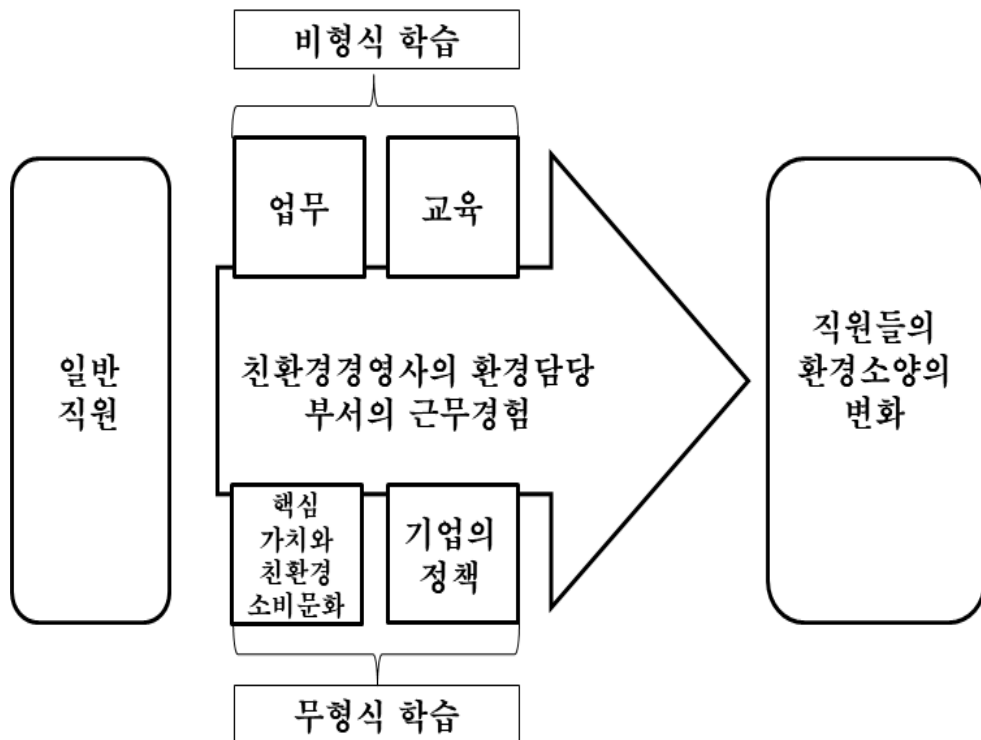 비형식 학습
업무
교육
일반
직원
친환경경영사의 환경담당
부서의 근무경험
직원들의
환경소양의
변화
핵심
가치와
친환경
소비문화
기업의
정책
무형식 학습